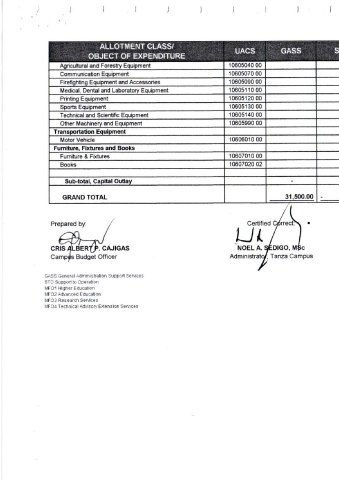 ALLOTMENT CLASS/ OBJECT OF EXPENDITURE UACS GASS S
Agricultural and Forestry Equipment 10605040 00
Communication Equipment 10605070 00
Firefighting Equipment and Accessories 10605090 00
Medical, Dental and Laboratory Equipment 10605110 00
Printing Equipment 10605120 00
Sports Equipment 10605130 00
Technical and Scientific Equipment 10605140 00
Other Machinery and Equipment 10605990 00
Transportation Equipment
Motor Vehicle 10606010 00
Furniture, Fixtures and Books
Furniture & Fixtures 10607010 00
Books 10607020 02
Sub-total, Capital Outlay -
GRAND TOTAL 31,500.00 -
Prepared by: Certified Correct:
CRIS ALBERT P. CAJIGAS NOEL A. SEDIGO, MSc
Campus Budget Officer Administrator, Tanza Campus
GASS General Administration Support Services
STO Support to Operation
MFO1 Higher Education
MFO2 Advanced Education
MFO3 Research Services
MFO4 Technical Advisory Extension Services